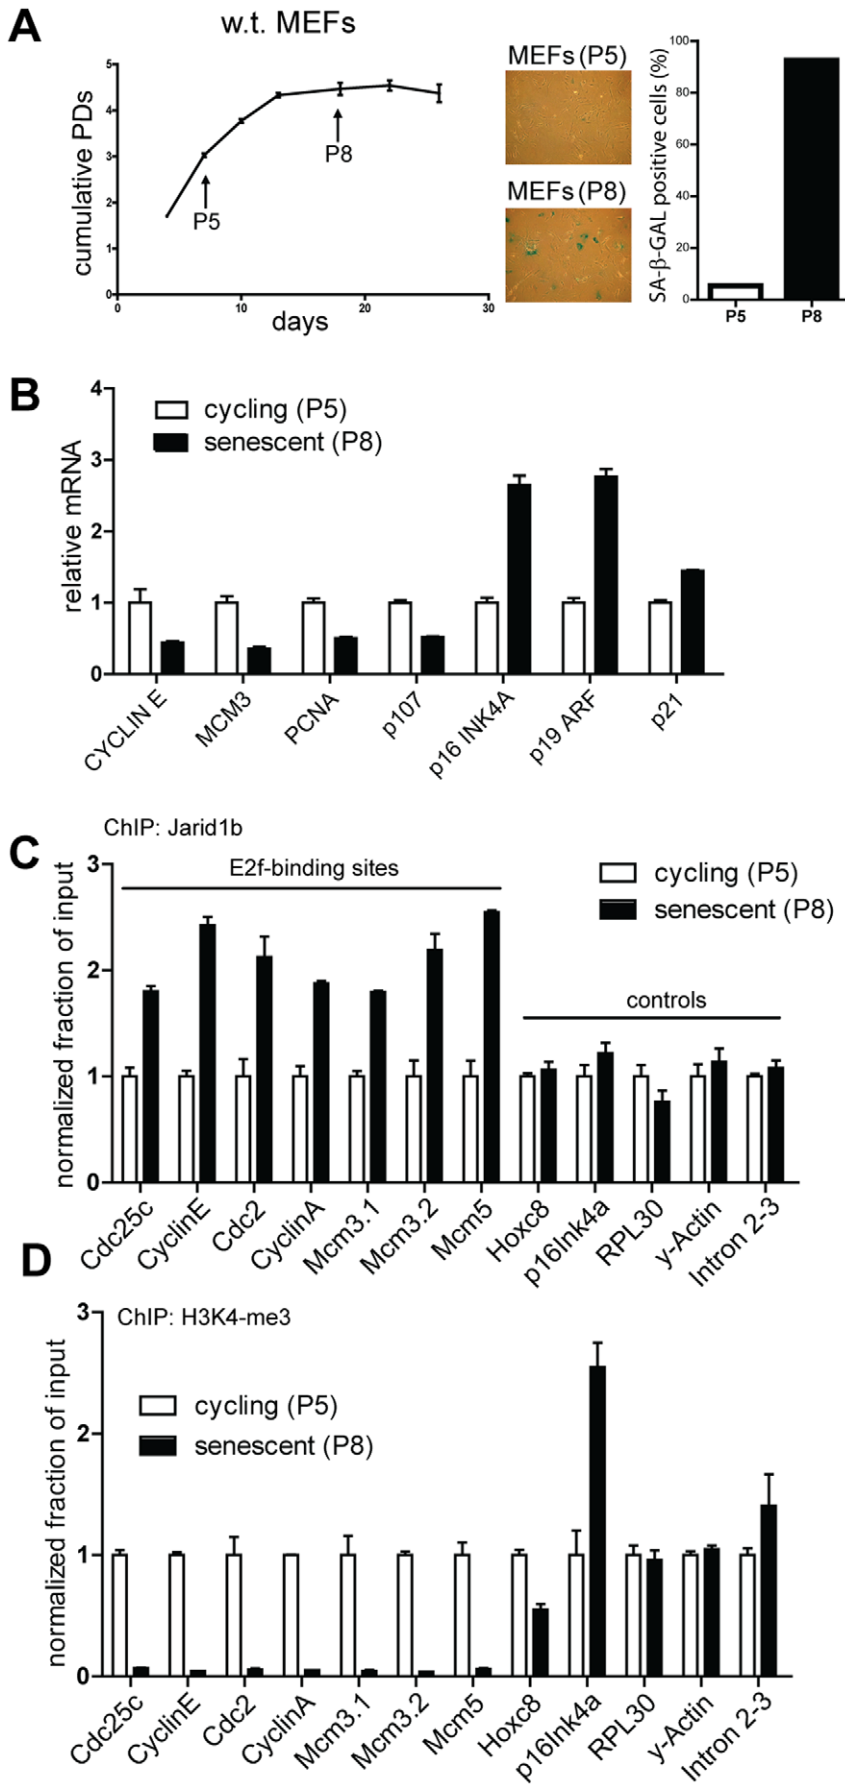 A
w.t. MEFs
cumulative PDs
5
4
3
2
1
0
0
10
20
30
days
P5
P8
MEFs (P5)
MEFs (P8)
SA-β-GAL positive cells (%)
100
80
60
40
20
0
P5
P8
B
relative mRNA
4
3
2
1
0
cycling (P5)
senescent (P8)
CYCLIN E
MCM3
PCNA
p107
p16 INK4A
p19 ARF
p21
C
ChIP: Jarid1b
normalized fraction of input
3
2
1
0
E2f-binding sites
cycling (P5)
senescent (P8)
controls
Cdc25c
CyclinE
Cdc2
CyclinA
Mcm3.1
Mcm3.2
Mcm5
Hoxc8
p16Ink4a
RPL30
y-Actin
Intron 2-3
D
ChIP: H3K4-me3
normalized fraction of input
3
2
1
0
cycling (P5)
senescent (P8)
Cdc25c
CyclinE
Cdc2
CyclinA
Mcm3.1
Mcm3.2
Mcm5
Hoxc8
p16Ink4a
RPL30
y-Actin
Intron 2-3